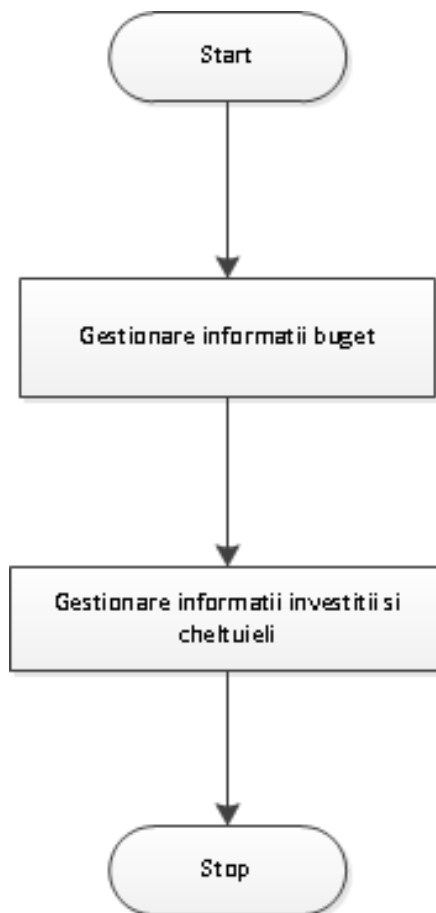 Start
Gestionare informatii buget
Gestionare informatii investitii si
cheltuieli
Stop